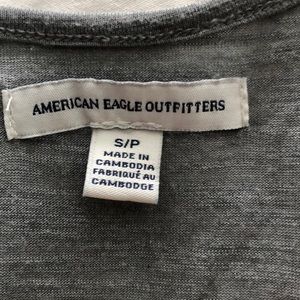 AMERICAN EAGLE OUTFITTERS
S/P
MADE IN
CAMBODIA
FABRIQUÉ AU
CAMBODGE